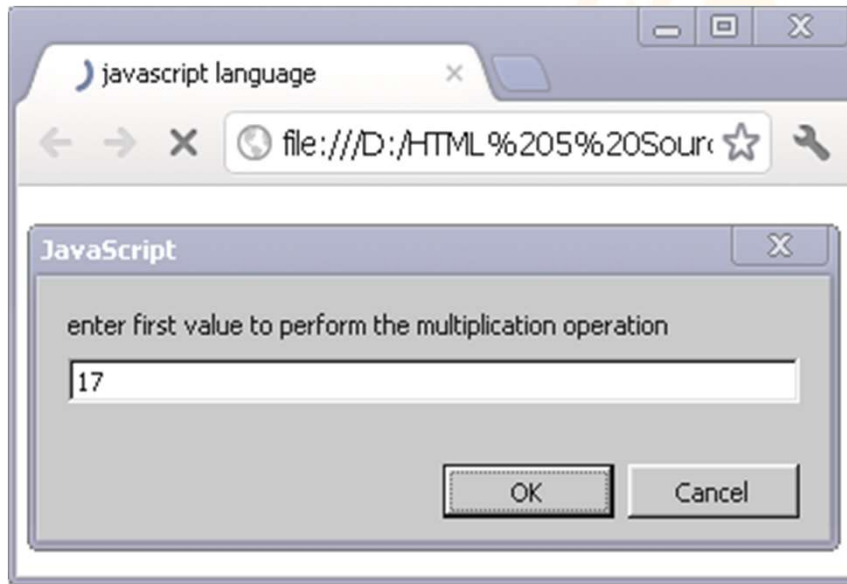 javascript language
file:///D:/HTML%205%20Sour
JavaScript
enter first value to perform the multiplication operation
17
OK Cancel